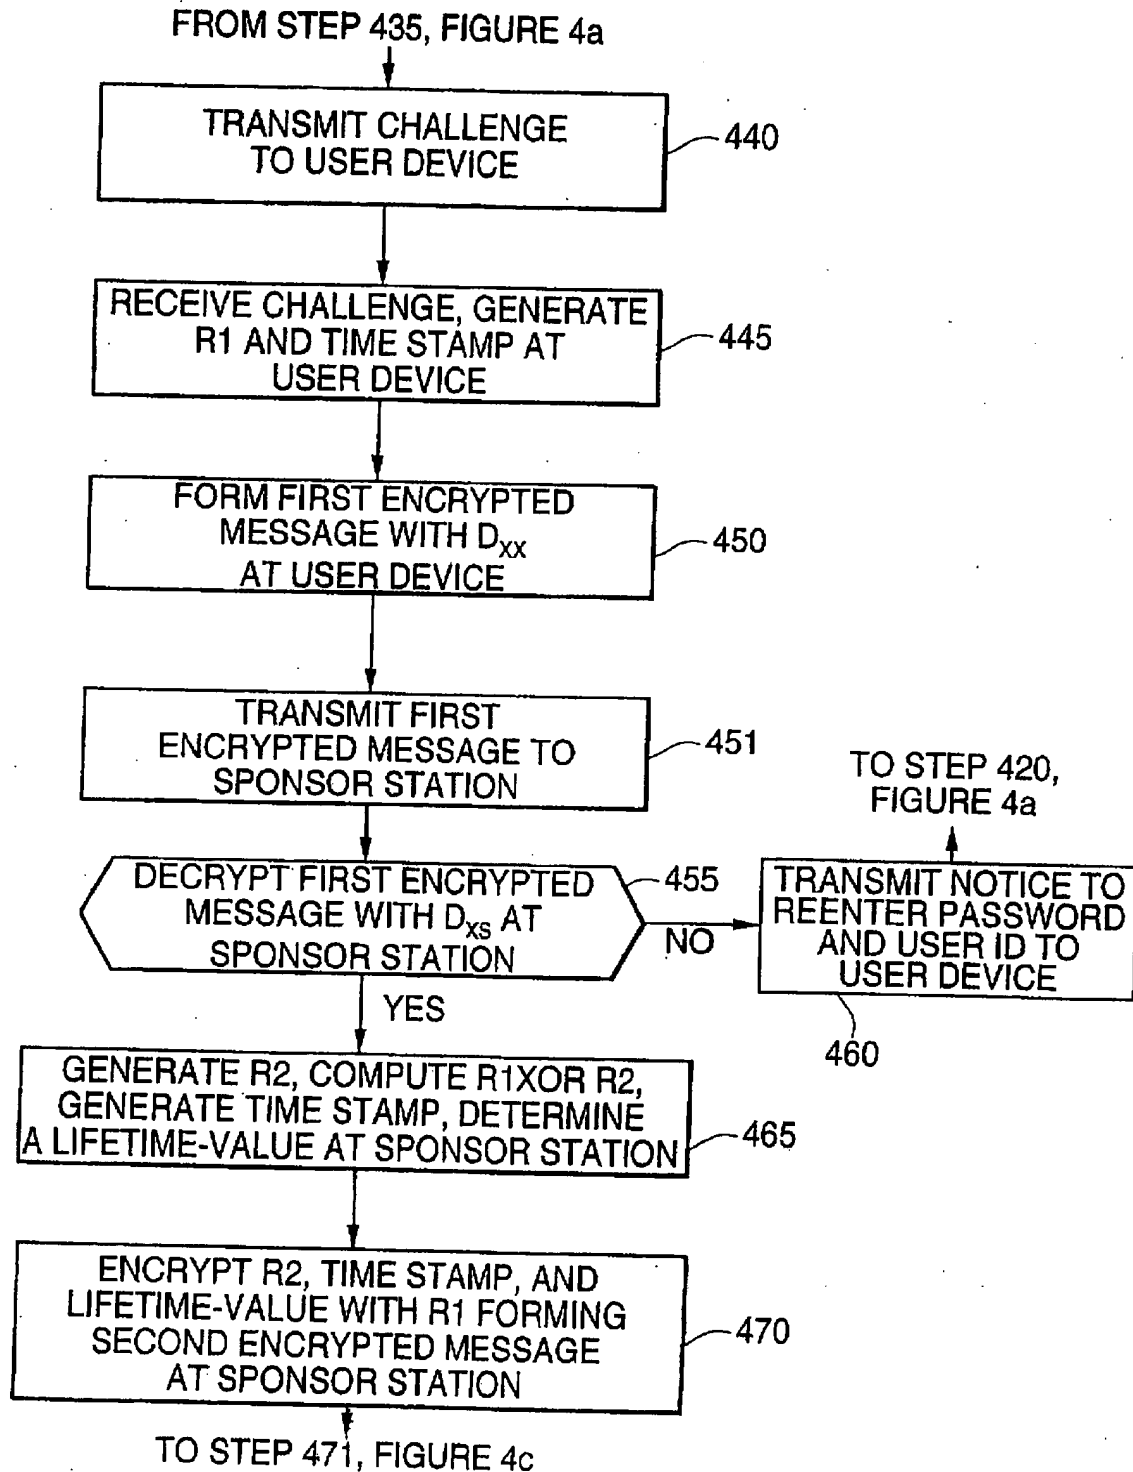 FROM STEP 435, FIGURE 4a
TRANSMIT CHALLENGE
TO USER DEVICE
440
RECEIVE CHALLENGE, GENERATE
R1 AND TIME STAMP AT
USER DEVICE
445
FORM FIRST ENCRYPTED
MESSAGE WITH Dxx
AT USER DEVICE
450
TRANSMIT FIRST
ENCRYPTED MESSAGE TO
SPONSOR STATION
451
TO STEP 420,
FIGURE 4a
DECRYPT FIRST ENCRYPTED
MESSAGE WITH Dxs AT
SPONSOR STATION
455
NO
TRANSMIT NOTICE TO
REENTER PASSWORD
AND USER ID TO
USER DEVICE
460
YES
GENERATE R2, COMPUTE R1XOR R2,
GENERATE TIME STAMP, DETERMINE
A LIFETIME-VALUE AT SPONSOR STATION
465
ENCRYPT R2, TIME STAMP, AND
LIFETIME-VALUE WITH R1 FORMING
SECOND ENCRYPTED MESSAGE
AT SPONSOR STATION
470
TO STEP 471, FIGURE 4c